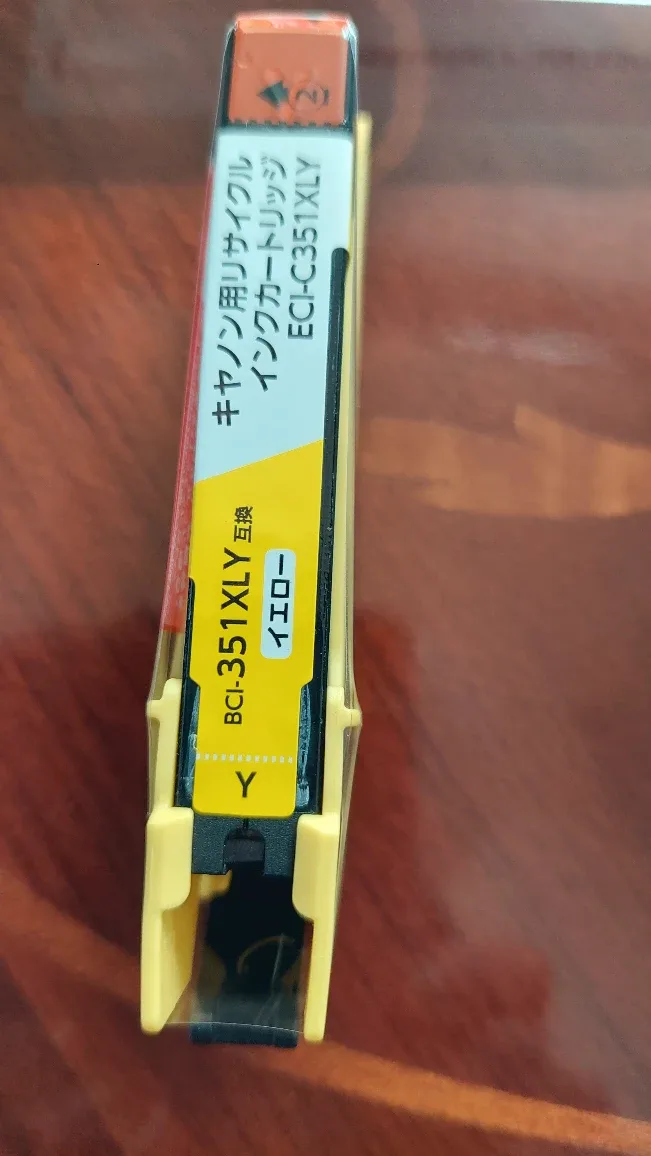 ②
キヤノン用リサイクル
インクカートリッジ
ECI-C351XLY
BCI-351XLY 互換
イエロー
Y